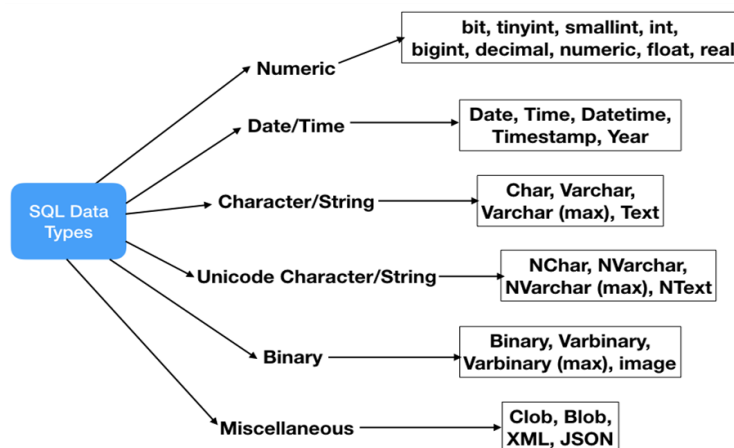 bit, tinyint, smallint, int,
bigint, decimal, numeric, float, real
Numeric
Date/Time
Date, Time, Datetime,
Timestamp, Year
SQL Data
Types
Character/String
Char, Varchar,
Varchar (max), Text
Unicode Character/String
NChar, NVarchar,
NVarchar (max), NText
Binary
Binary, Varbinary,
Varbinary (max), image
Miscellaneous
Clob, Blob,
XML, JSON